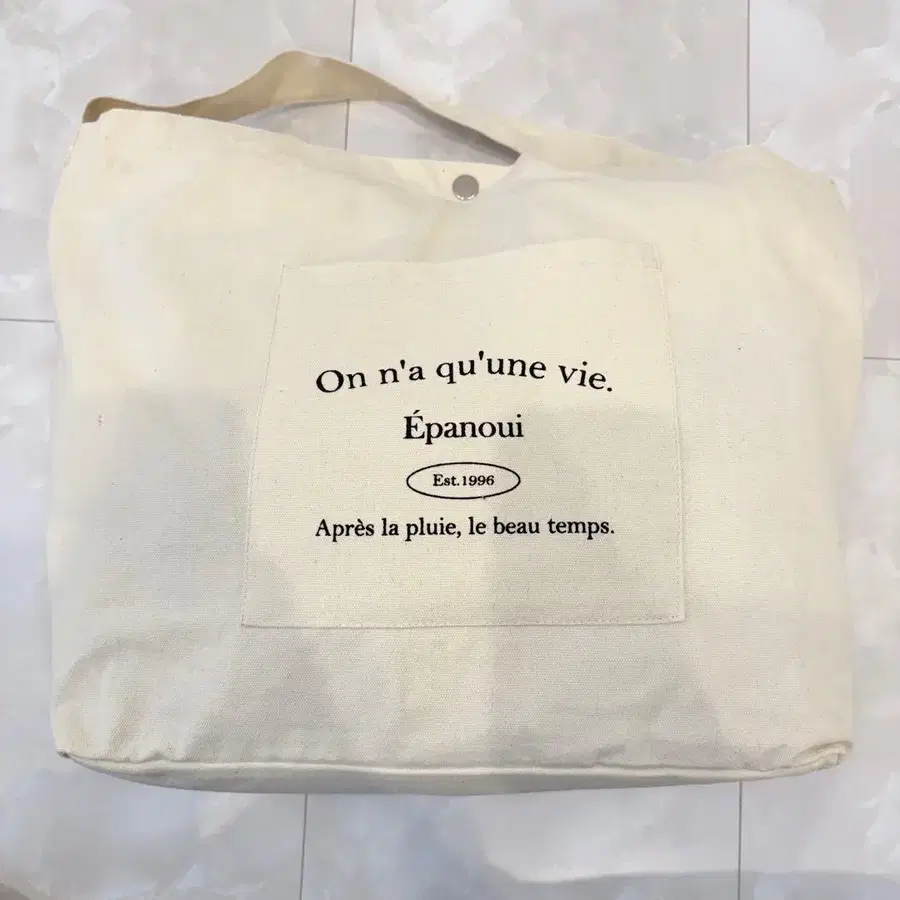 On n'a qu'une vie.
Épanoui
Est.1996
Après la pluie, le beau temps.